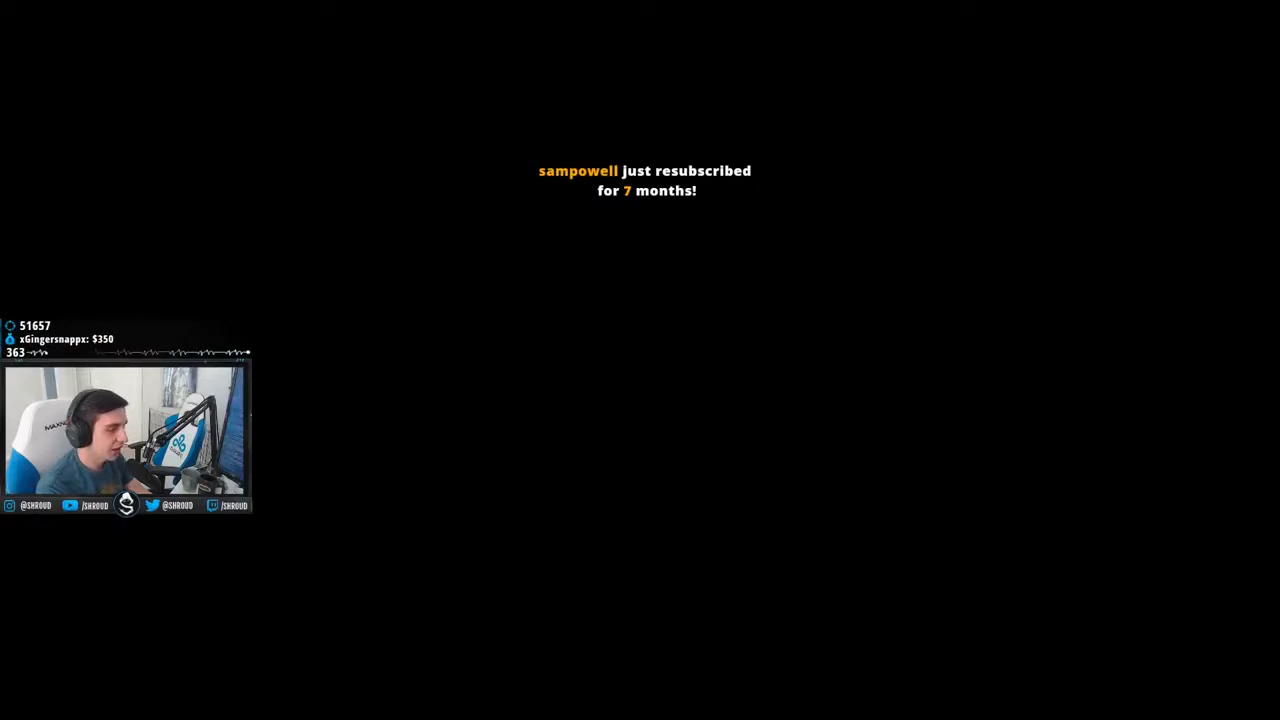 sampowell just resubscribed
for 7 months!
51657
xGingersnappx: $350
363
@SHROUD /SHROUD @SHROUD /SHROUD